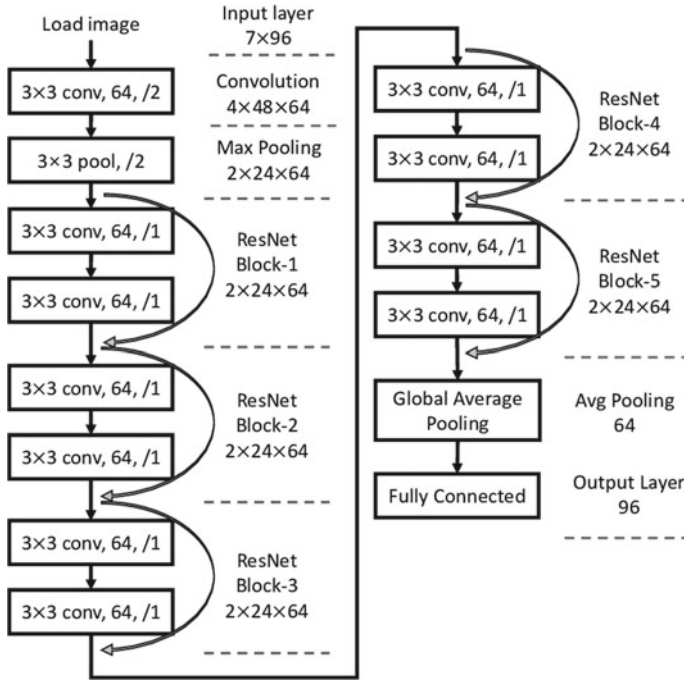 Load image
Input layer
7×96
3×3 conv, 64, /2
Convolution
4×48×64
3×3 pool, /2
Max Pooling
2×24×64
3×3 conv, 64, /1
3×3 conv, 64, /1
ResNet
Block-1
2×24×64
3×3 conv, 64, /1
3×3 conv, 64, /1
ResNet
Block-2
2×24×64
3×3 conv, 64, /1
3×3 conv, 64, /1
ResNet
Block-3
2×24×64
3×3 conv, 64, /1
3×3 conv, 64, /1
ResNet
Block-4
2×24×64
3×3 conv, 64, /1
3×3 conv, 64, /1
ResNet
Block-5
2×24×64
Global Average
Pooling
Avg Pooling
64
Fully Connected
Output Layer
96